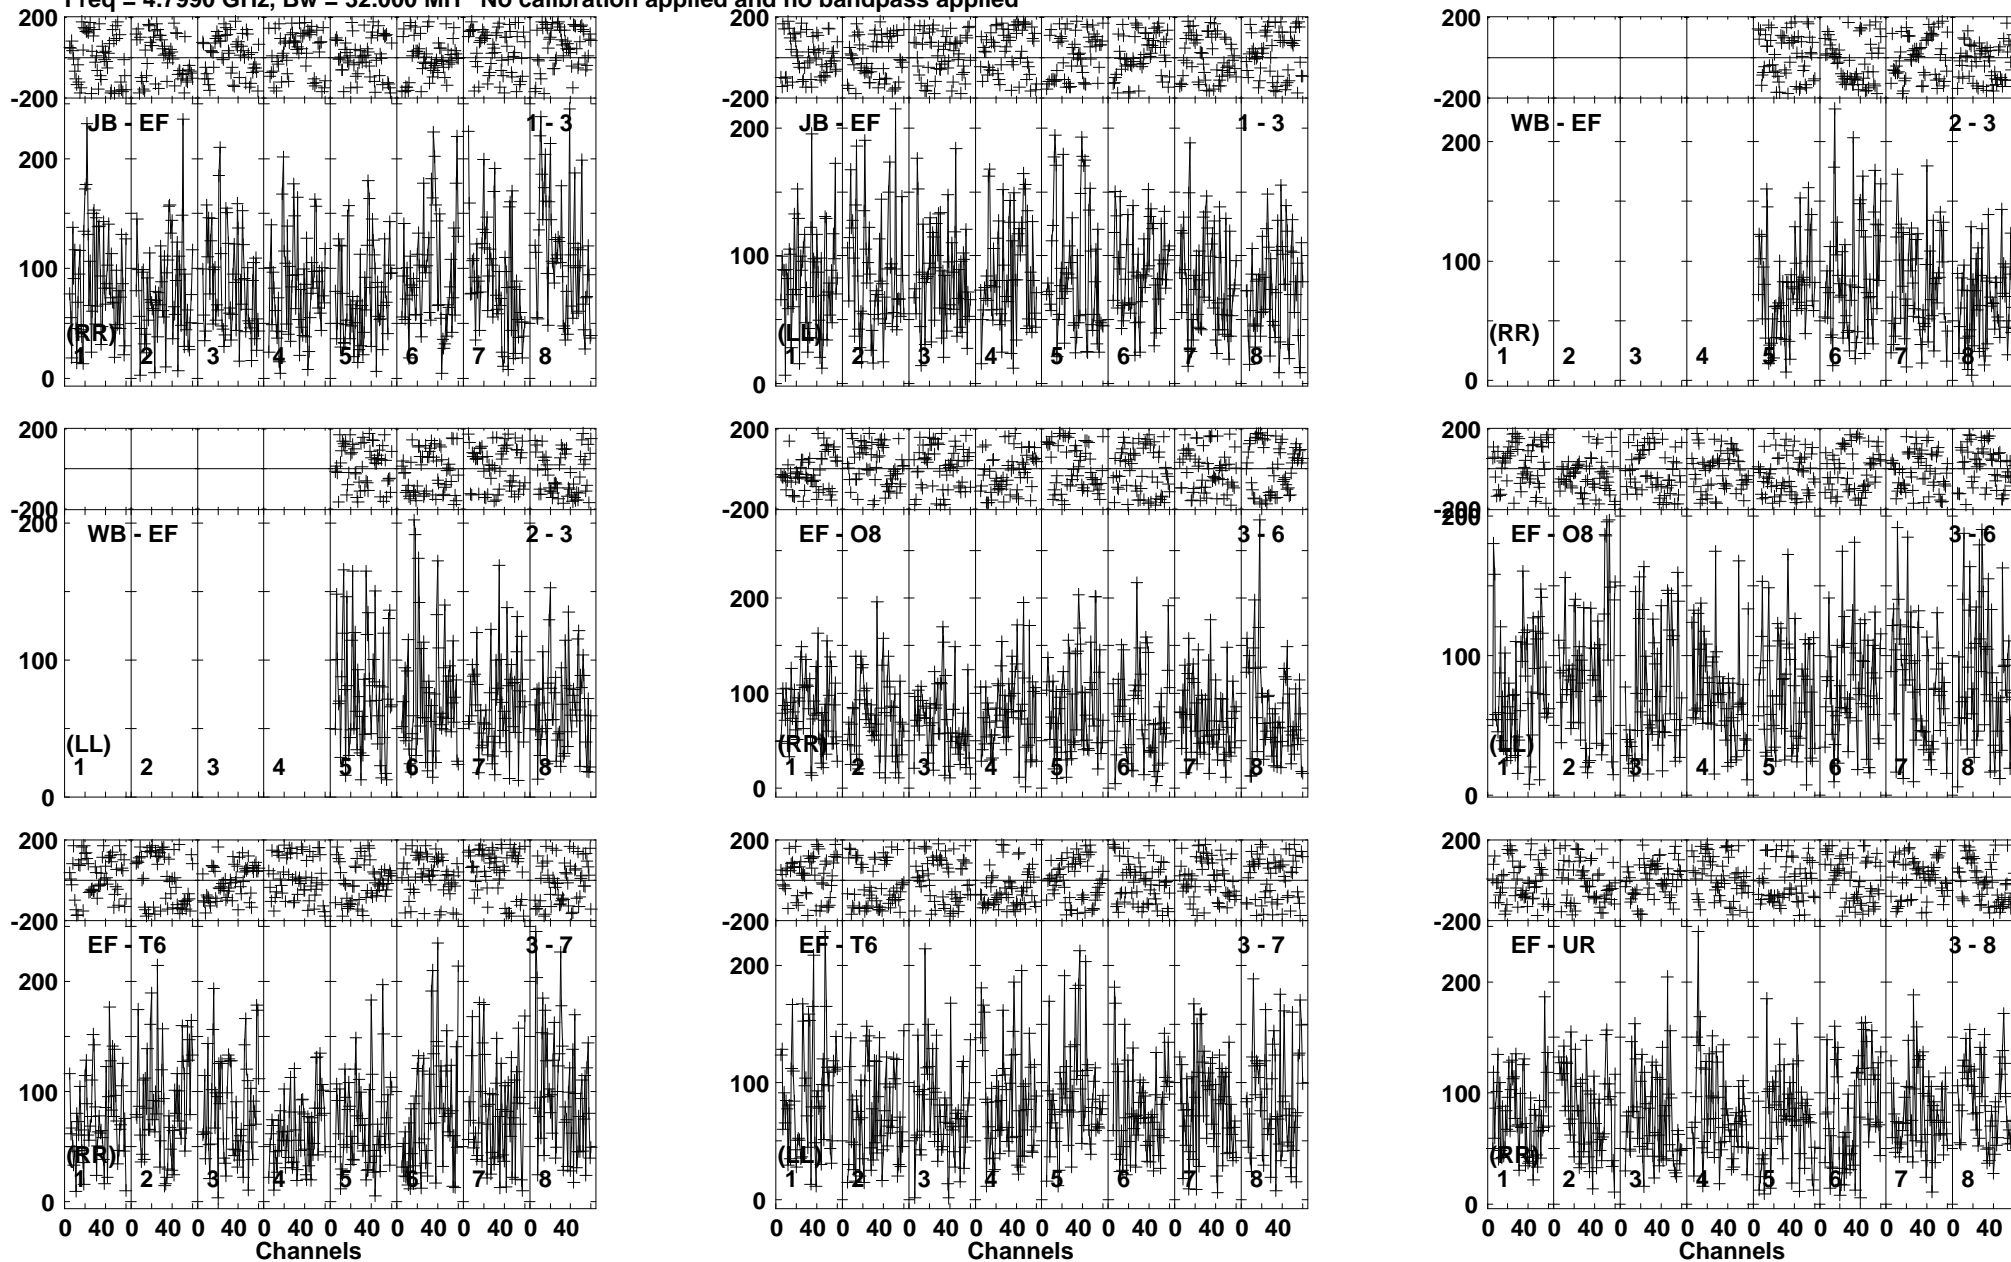 Freq = 4.7990 GHz, Bw = 32.000 MH No calibration applied and no bandpass applied
200 200 200
-200 -200 -200
JB - EF 1 - 3 JB - EF 1 - 3 WB - EF 2 - 3
200 200 200
100 100 100
(RR) (LL) (RR)
1 2 3 4 5 6 7 8 1 2 3 4 5 6 7 8 1 2 3 4 5 6 7 8
0 0 0
200 200 200
-200 -200 -200
200 200
WB - EF 2 - 3 EF - O8 3 - 6 EF - O8 3 - 6
200
100 100 100
(LL) (RR) (LL)
1 2 3 4 5 6 7 8 1 2 3 4 5 6 7 8 1 2 3 4 5 6 7 8
0 0 0
200 200 200
-200 -200 -200
EF - T6 3 - 7 EF - T6 3 - 7 EF - UR 3 - 8
200 200 200
100 100 100
(RR) (LL) (RR)
1 2 3 4 5 6 7 8 1 2 3 4 5 6 7 8 1 2 3 4 5 6 7 8
0 0 0
0 40 0 40 0 40 0 40 0 40 0 40 0 40 0 40 0 40 0 40 0 40 0 40 0 40 0 40 0 40 0 40 0 40 0 40 0 40 0 40 0 40 0 40 0 40 0 40
Channels Channels Channels